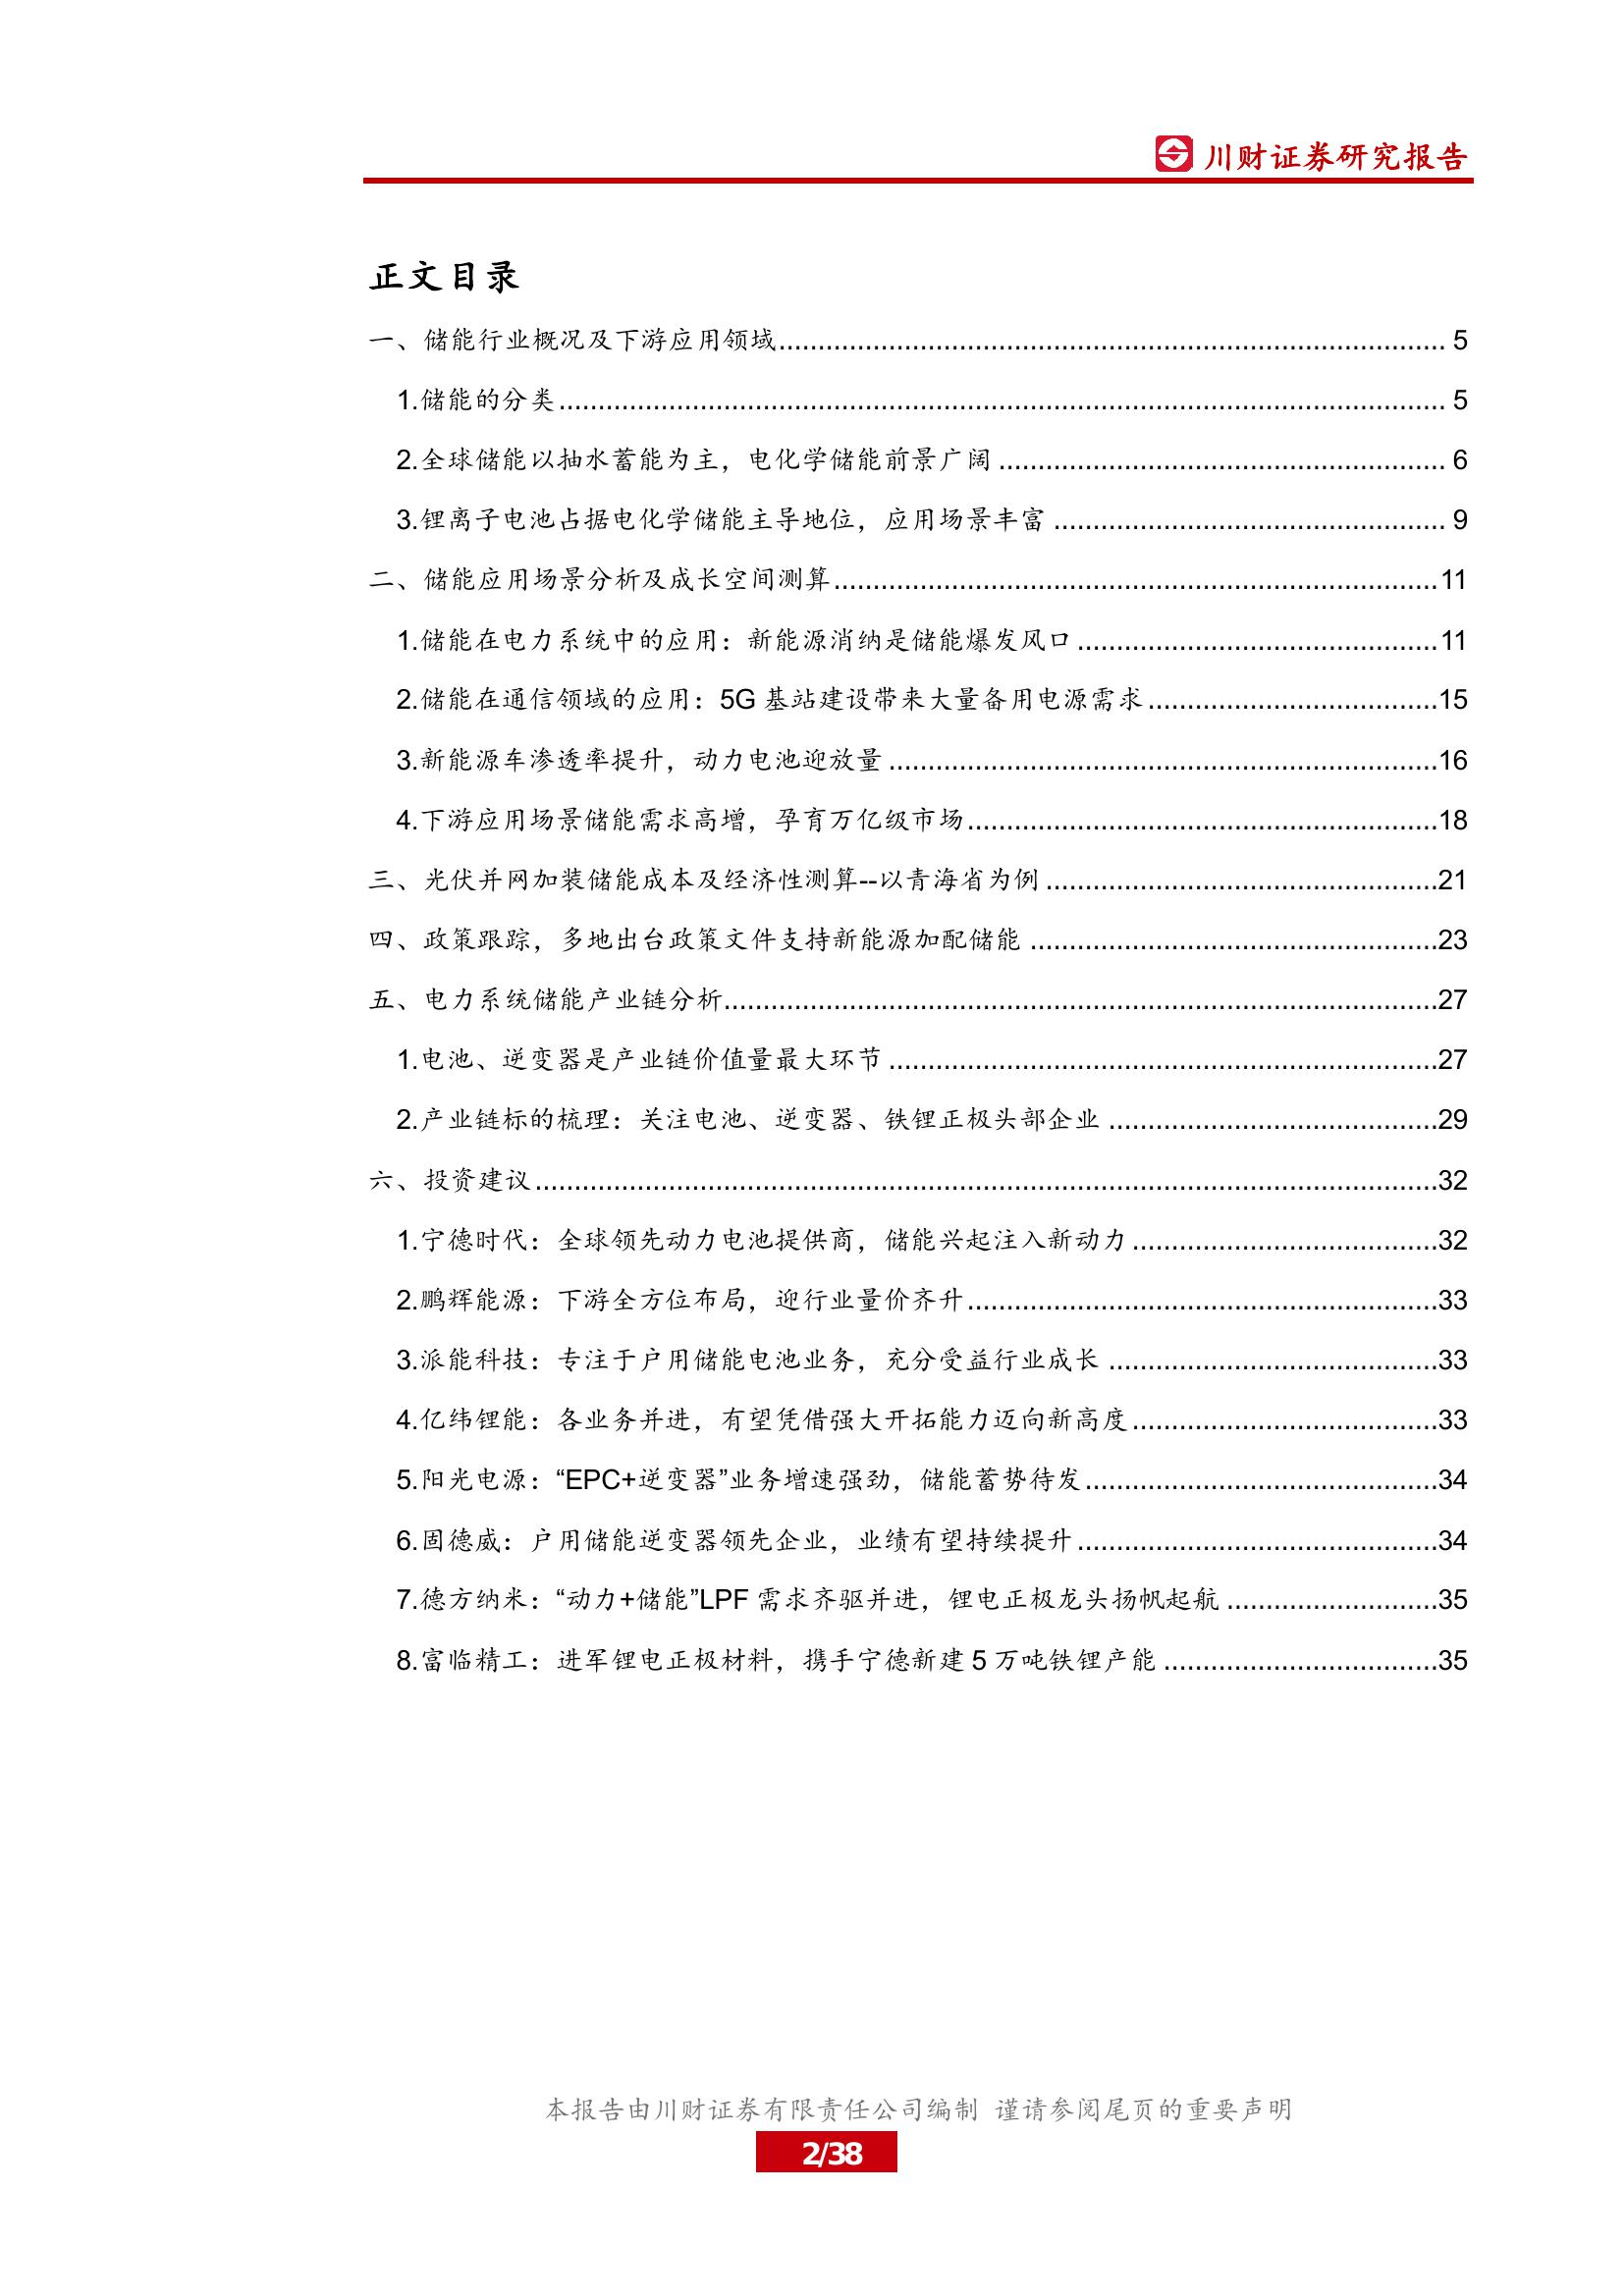 川财证券研究报告
正文目录
一、储能行业概况及下游应用领域..................................................................................... 5
1.储能的分类................................................................................................................. 5
2.全球储能以抽水蓄能为主，电化学储能前景广阔......................................................... 6
3.锂离子电池占据电化学储能主导地位，应用场景丰富.................................................. 9
二、储能应用场景分析及成长空间测算.............................................................................11
1.储能在电力系统中的应用：新能源消纳是储能爆发风口..............................................11
2.储能在通信领域的应用：5G 基站建设带来大量备用电源需求.....................................15
3.新能源车渗透率提升，动力电池迎放量......................................................................16
4.下游应用场景储能需求高增，孕育万亿级市场............................................................18
三、光伏并网加装储能成本及经济性测算--以青海省为例..................................................21
四、政策跟踪，多地出台政策文件支持新能源加配储能....................................................23
五、电力系统储能产业链分析...........................................................................................27
1.电池、逆变器是产业链价值量最大环节......................................................................27
2.产业链标的梳理：关注电池、逆变器、铁锂正极头部企业..........................................29
六、投资建议...................................................................................................................32
1.宁德时代：全球领先动力电池提供商，储能兴起注入新动力.......................................32
2.鹏辉能源：下游全方位布局，迎行业量价齐升............................................................33
3.派能科技：专注于户用储能电池业务，充分受益行业成长..........................................33
4.亿纬锂能：各业务并进，有望凭借强大开拓能力迈向新高度.......................................33
5.阳光电源：“EPC+逆变器”业务增速强劲，储能蓄势待发.............................................34
6.固德威：户用储能逆变器领先企业，业绩有望持续提升..............................................34
7.德方纳米：“动力+储能”LPF 需求齐驱并进，锂电正极龙头扬帆起航...........................35
8.富临精工：进军锂电正极材料，携手宁德新建 5 万吨铁锂产能...................................35
本报告由川财证券有限责任公司编制 谨请参阅尾页的重要声明
2/38